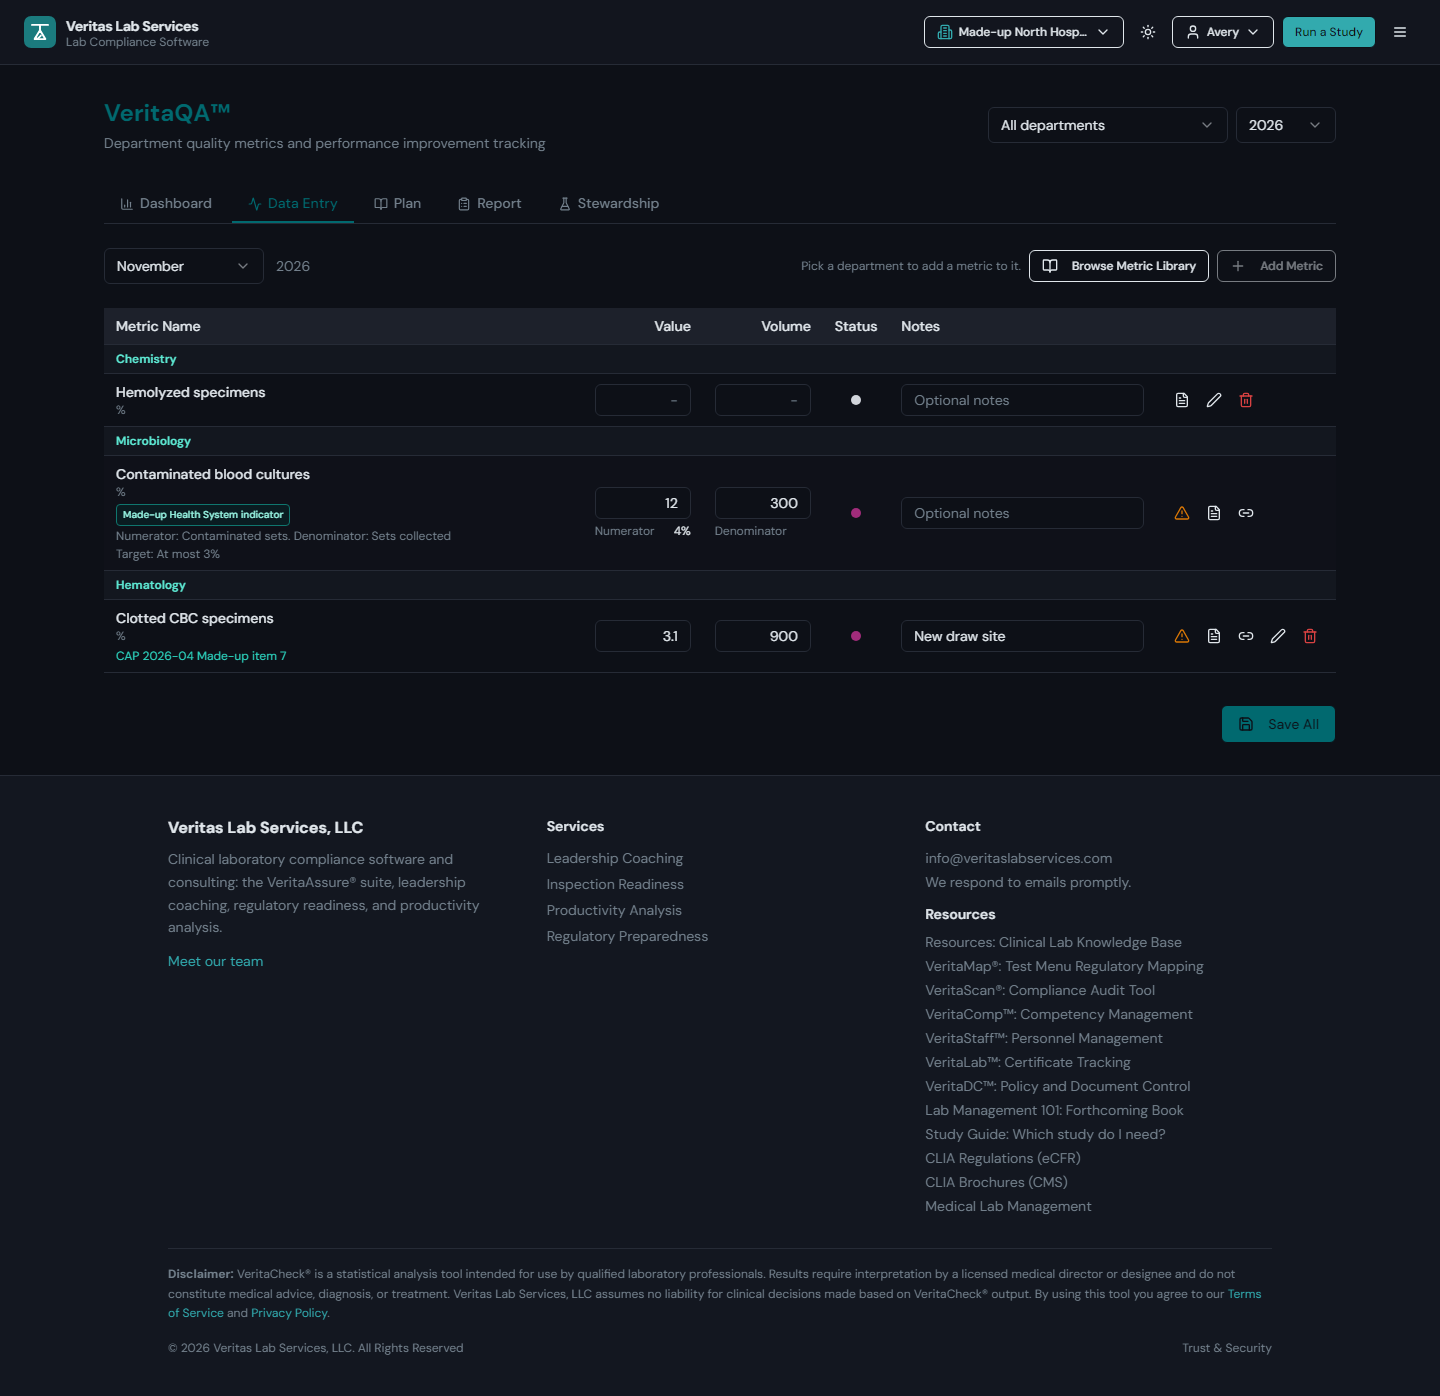 Veritas Lab Services
Lab Compliance Software
Made-up North Hosp...
Avery
Run a Study
VeritaQA™
Department quality metrics and performance improvement tracking
All departments
2026
Dashboard
Data Entry
Plan
Report
Stewardship
November
2026
Pick a department to add a metric to it.
Browse Metric Library
Add Metric
Metric Name Value Volume Status Notes
Chemistry
Hemolyzed specimens
%
- - Optional notes
Microbiology
Contaminated blood cultures
%
Made-up Health System indicator
Numerator: Contaminated sets. Denominator: Sets collected
Target: At most 3%
12 300 Optional notes
Numerator 4% Denominator
Hematology
Clotted CBC specimens
%
CAP 2026-04 Made-up item 7
3.1 900 New draw site
Save All
Veritas Lab Services, LLC
Clinical laboratory compliance software and
consulting: the VeritaAssure® suite, leadership
coaching, regulatory readiness, and productivity
analysis.
Meet our team
Services
Leadership Coaching
Inspection Readiness
Productivity Analysis
Regulatory Preparedness
Contact
info@veritaslabservices.com
We respond to emails promptly.
Resources
Resources: Clinical Lab Knowledge Base
VeritaMap®: Test Menu Regulatory Mapping
VeritaScan®: Compliance Audit Tool
VeritaComp™: Competency Management
VeritaStaff™: Personnel Management
VeritaLab™: Certificate Tracking
VeritaDC™: Policy and Document Control
Lab Management 101: Forthcoming Book
Study Guide: Which study do I need?
CLIA Regulations (eCFR)
CLIA Brochures (CMS)
Medical Lab Management
Disclaimer: VeritaCheck® is a statistical analysis tool intended for use by qualified laboratory professionals. Results require interpretation by a licensed medical director or designee and do not
constitute medical advice, diagnosis, or treatment. Veritas Lab Services, LLC assumes no liability for clinical decisions made based on VeritaCheck® output. By using this tool you agree to our Terms
of Service and Privacy Policy.
© 2026 Veritas Lab Services, LLC. All Rights Reserved
Trust & Security